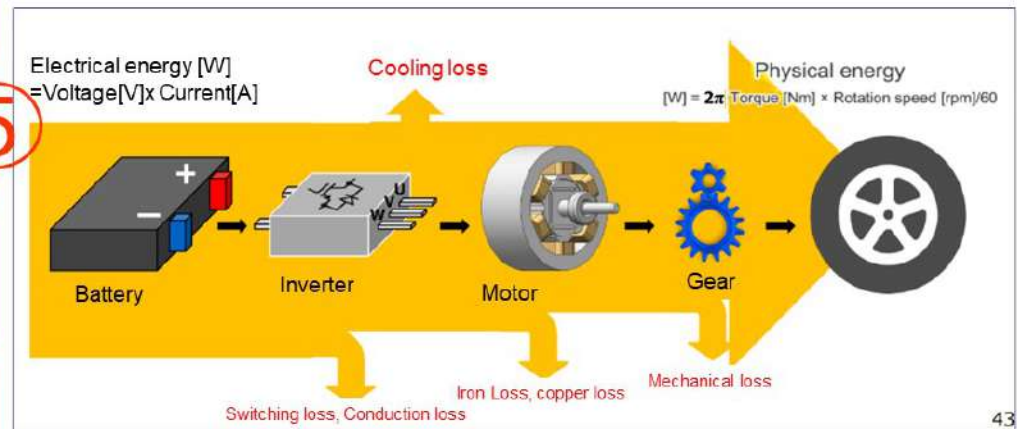 Electrical energy [W]
=Voltage[V]x Current[A]
Cooling loss
Physical energy
[W] = 2π Torque [Nm] × Rotation speed [rpm]/60
5
+
−
U
V
W
Battery
Inverter
Motor
Gear
Switching loss, Conduction loss
Iron Loss, copper loss
Mechanical loss
43